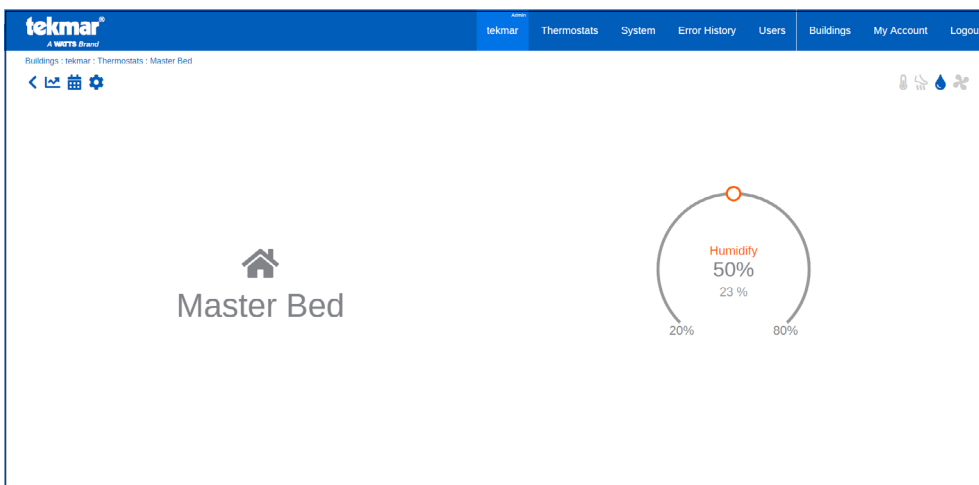 tekmar®
A WATTS Brand
Admin
tekmar Thermostats System Error History Users Buildings My Account Logout
Buildings : tekmar : Thermostats : Master Bed
Master Bed
Humidify
50%
23 %
20% 80%